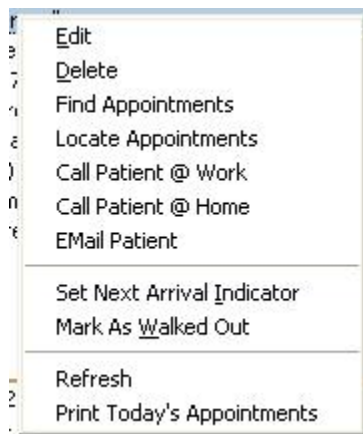 Edit
Delete
Find Appointments
Locate Appointments
Call Patient @ Work
Call Patient @ Home
EMail Patient
Set Next Arrival Indicator
Mark As Walked Out
Refresh
Print Today's Appointments